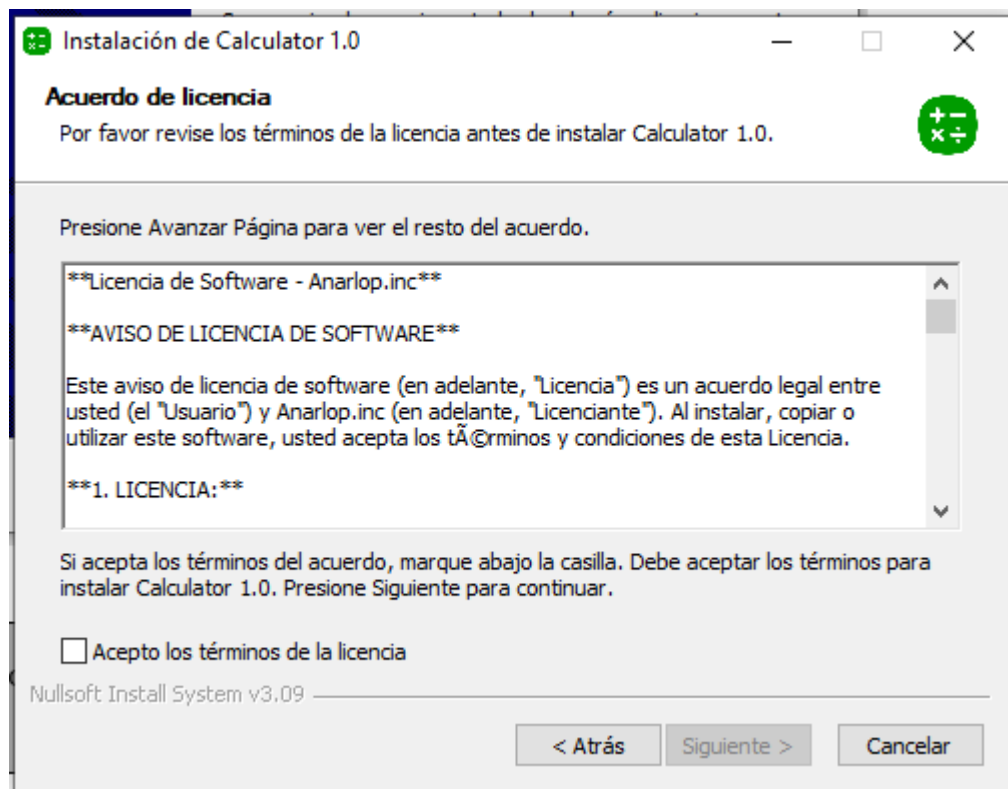 Instalación de Calculator 1.0
Acuerdo de licencia
Por favor revise los términos de la licencia antes de instalar Calculator 1.0.
Presione Avanzar Página para ver el resto del acuerdo.
**Licencia de Software - Anarlop.inc**
**AVISO DE LICENCIA DE SOFTWARE**
Este aviso de licencia de software (en adelante, "Licencia") es un acuerdo legal entre
usted (el "Usuario") y Anarlop.inc (en adelante, "Licenciante"). Al instalar, copiar o
utilizar este software, usted acepta los tÃ©rminos y condiciones de esta Licencia.
**1. LICENCIA:**
Si acepta los términos del acuerdo, marque abajo la casilla. Debe aceptar los términos para
instalar Calculator 1.0. Presione Siguiente para continuar.
Acepto los términos de la licencia
Nullsoft Install System v3.09
< Atrás
Siguiente >
Cancelar